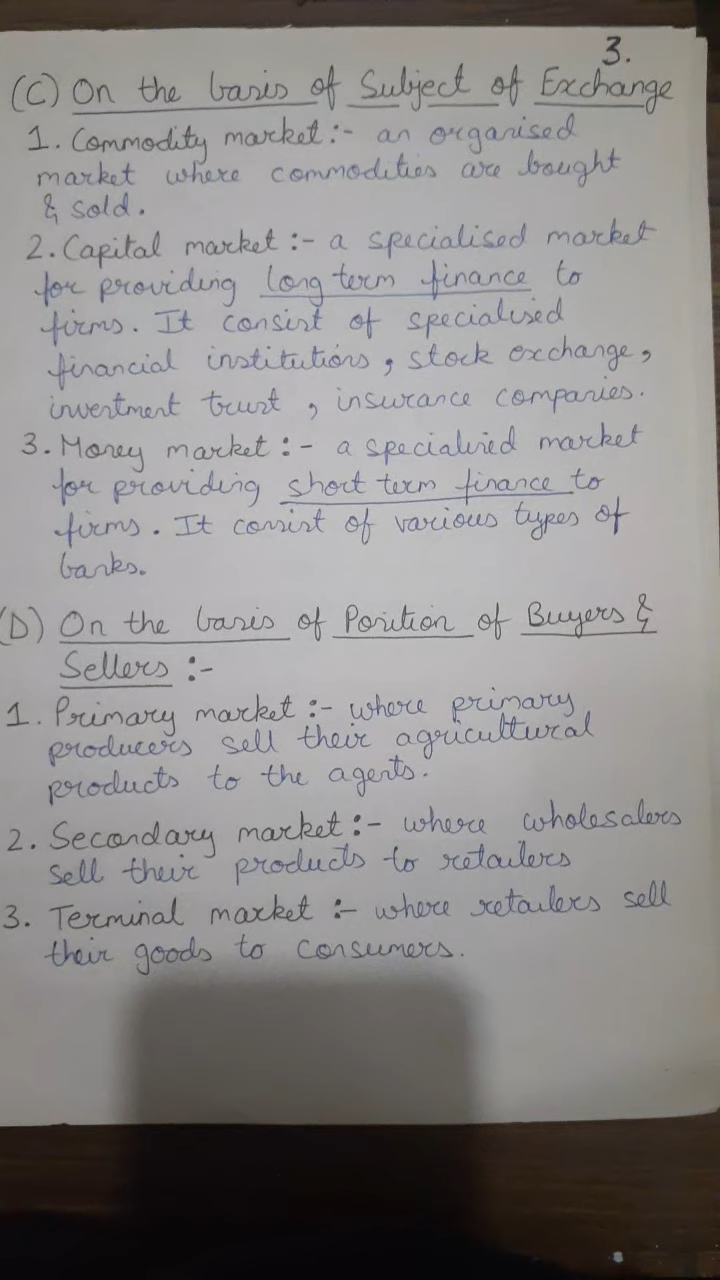 3.
(C) On the basis of Subject of Exchange
1. Commodity market :- an organised
market where commodities are bought
& sold.
2. Capital market :- a specialised market
for providing long term finance to
firms. It consist of specialised
financial institutions, stock exchange,
investment trust, insurance companies.
3. Money market :- a specialised market
for providing short term finance to
firms. It consist of various types of
banks.
(D) On the basis of Position of Buyers &
Sellers :-
1. Primary market :- where primary
producers sell their agricultural
products to the agents.
2. Secondary market :- where wholesalers
sell their products to retailers
3. Terminal market :- where retailers sell
their goods to consumers.